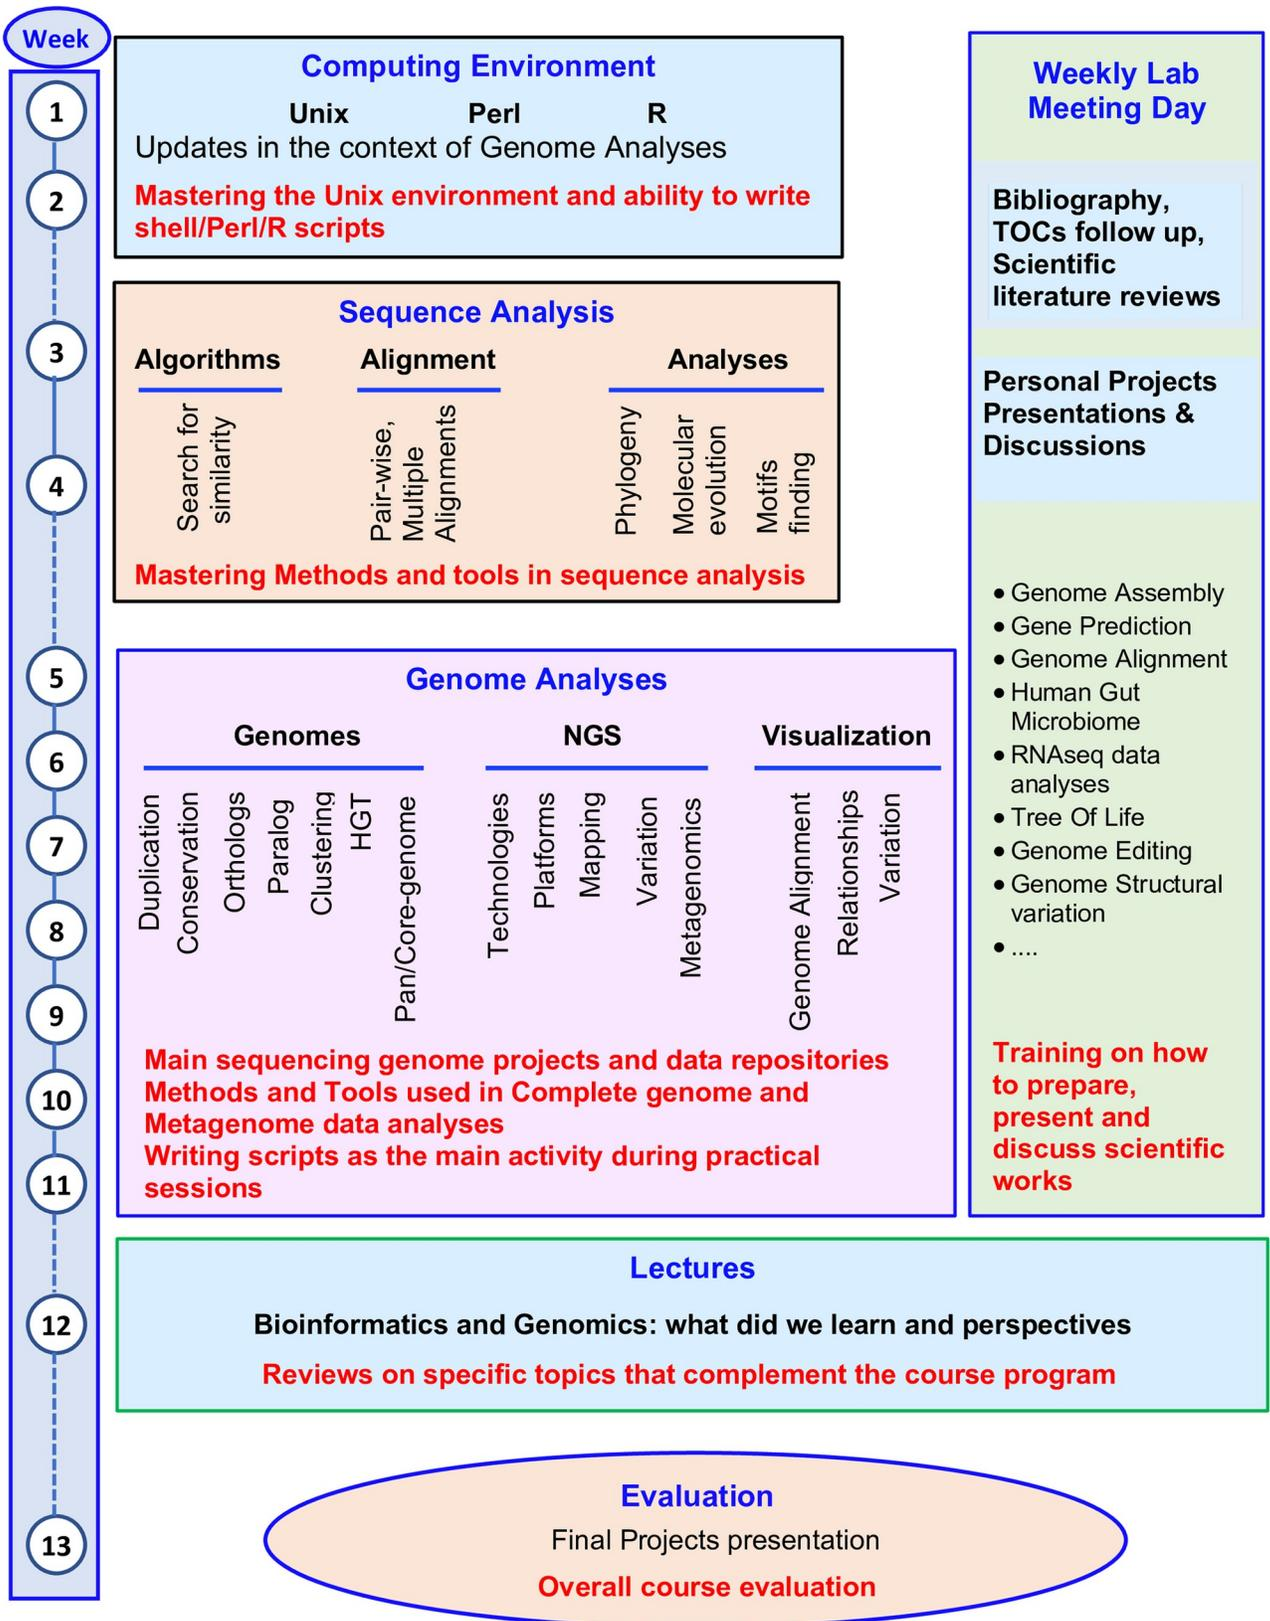 Week
1
2
3
4
5
6
7
8
9
10
11
12
13
Computing Environment
Unix Perl R
Updates in the context of Genome Analyses
Mastering the Unix environment and ability to write
shell/Perl/R scripts
Sequence Analysis
Algorithms
Search for
similarity
Alignment
Pair-wise,
Multiple
Alignments
Analyses
Phylogeny
Molecular
evolution
Motifs
finding
Mastering Methods and tools in sequence analysis
Genome Analyses
Genomes
Duplication
Conservation
Orthologs
Paralog
Clustering
HGT
Pan/Core-genome
NGS
Technologies
Platforms
Mapping
Variation
Metagenomics
Visualization
Genome Alignment
Relationships
Variation
Main sequencing genome projects and data repositories
Methods and Tools used in Complete genome and
Metagenome data analyses
Writing scripts as the main activity during practical
sessions
Weekly Lab
Meeting Day
Bibliography,
TOCs follow up,
Scientific
literature reviews
Personal Projects
Presentations &
Discussions
• Genome Assembly
• Gene Prediction
• Genome Alignment
• Human Gut
Microbiome
• RNAseq data
analyses
• Tree Of Life
• Genome Editing
• Genome Structural
variation
• ....
Training on how
to prepare,
present and
discuss scientific
works
Lectures
Bioinformatics and Genomics: what did we learn and perspectives
Reviews on specific topics that complement the course program
Evaluation
Final Projects presentation
Overall course evaluation